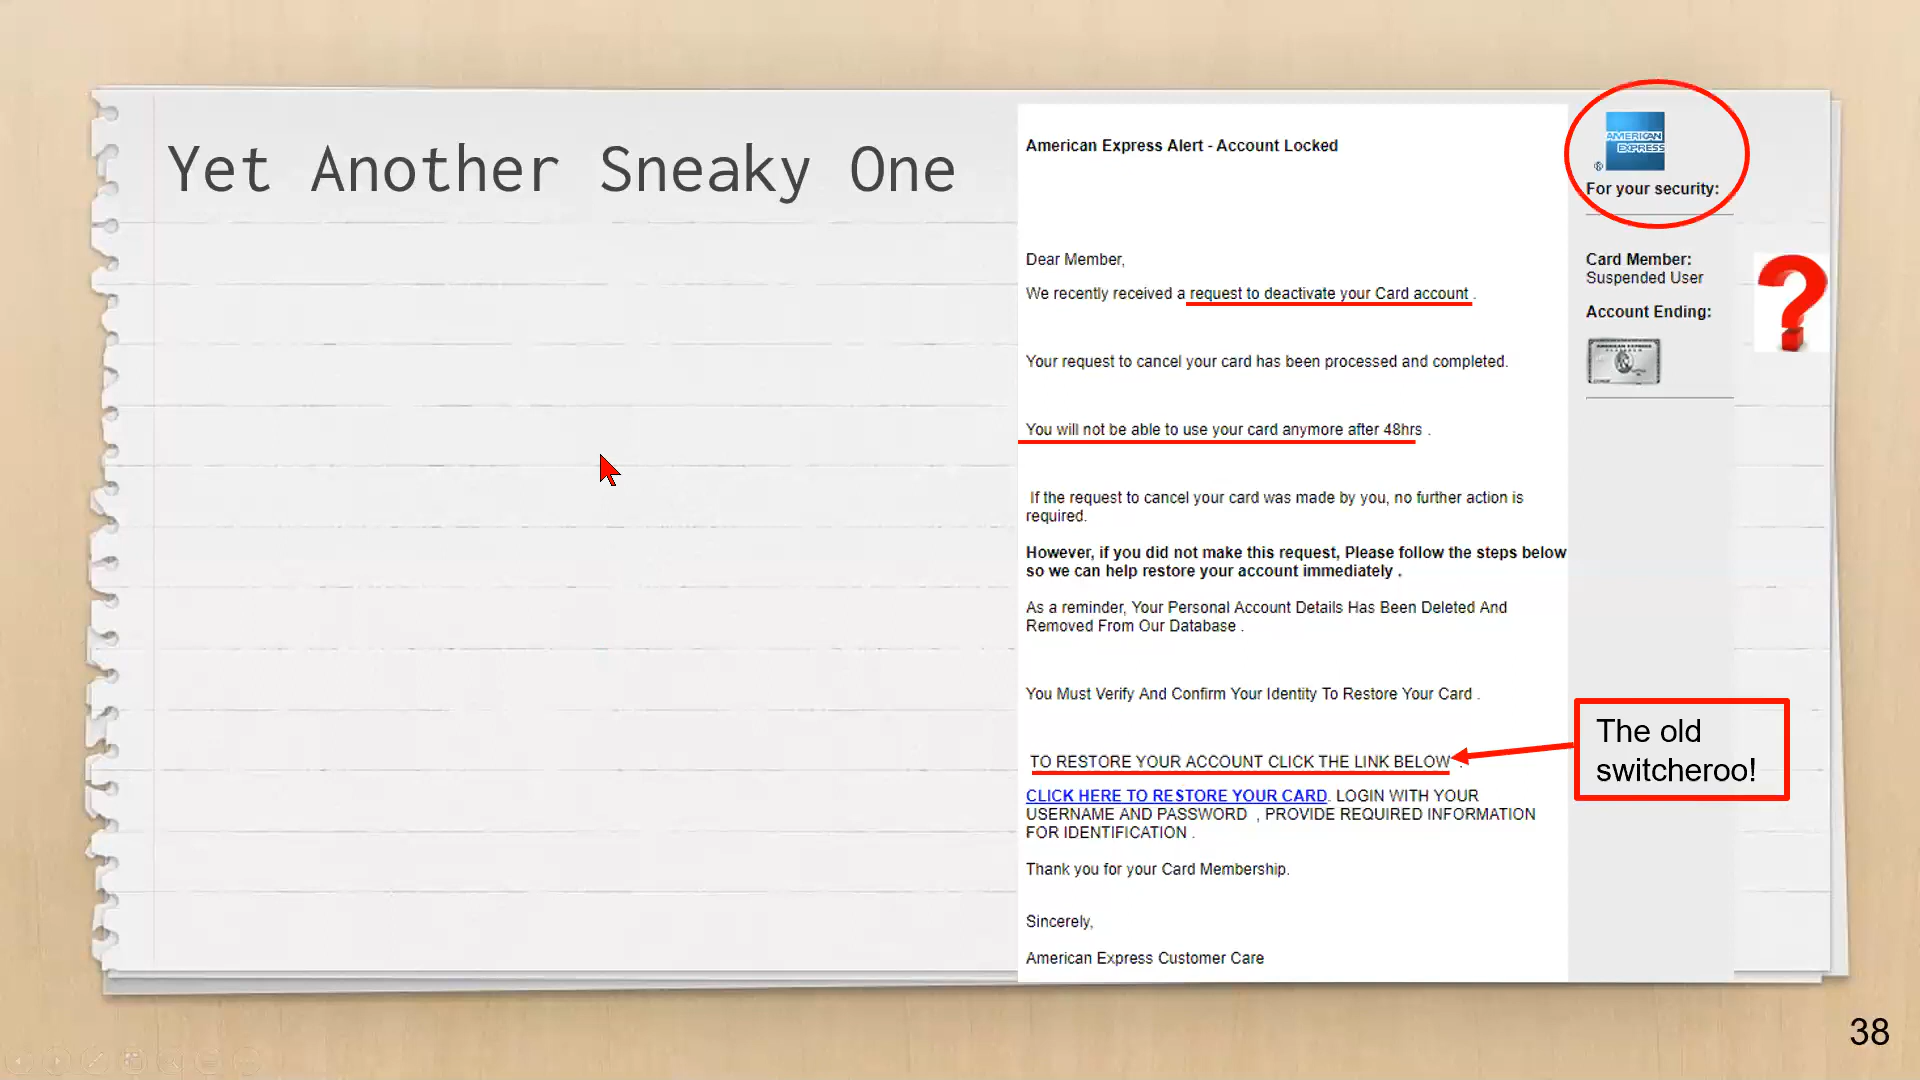 Yet Another Sneaky One
American Express Alert - Account Locked
Dear Member,
We recently received a request to deactivate your Card account .
Your request to cancel your card has been processed and completed.
You will not be able to use your card anymore after 48hrs .
If the request to cancel your card was made by you, no further action is
required.
However, if you did not make this request, Please follow the steps below
so we can help restore your account immediately .
As a reminder, Your Personal Account Details Has Been Deleted And
Removed From Our Database .
You Must Verify And Confirm Your Identity To Restore Your Card .
TO RESTORE YOUR ACCOUNT CLICK THE LINK BELOW .
CLICK HERE TO RESTORE YOUR CARD. LOGIN WITH YOUR
USERNAME AND PASSWORD , PROVIDE REQUIRED INFORMATION
FOR IDENTIFICATION .
Thank you for your Card Membership.
Sincerely,
American Express Customer Care
AMERICAN
EXPRESS
®
For your security:
Card Member:
Suspended User
Account Ending:
AMERICAN EXPRESS
?
The old
switcheroo!
38